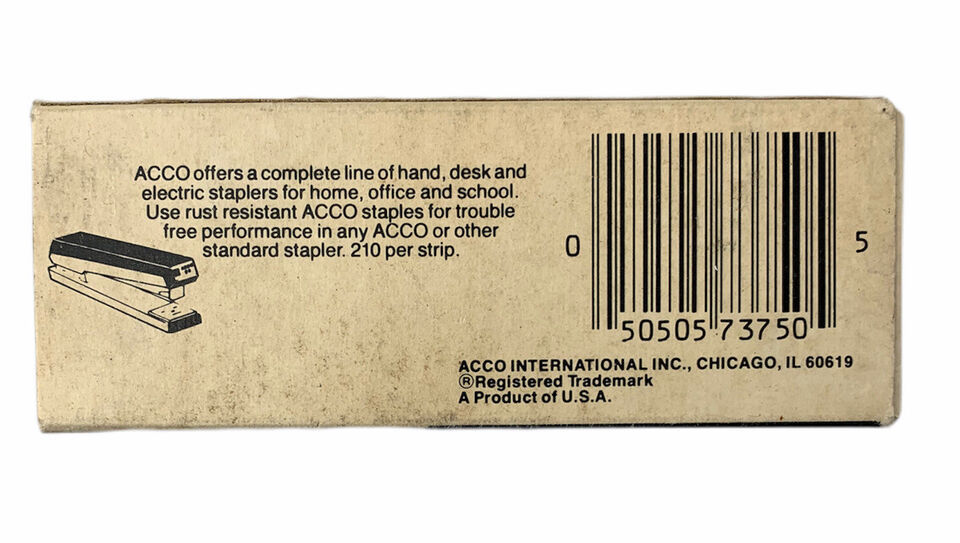 ACCO offers a complete line of hand, desk and
electric staplers for home, office and school.
Use rust resistant ACCO staples for trouble
free performance in any ACCO or other
standard stapler. 210 per strip.
0 50505 73750 5
ACCO INTERNATIONAL INC., CHICAGO, IL 60619
®Registered Trademark
A Product of U.S.A.